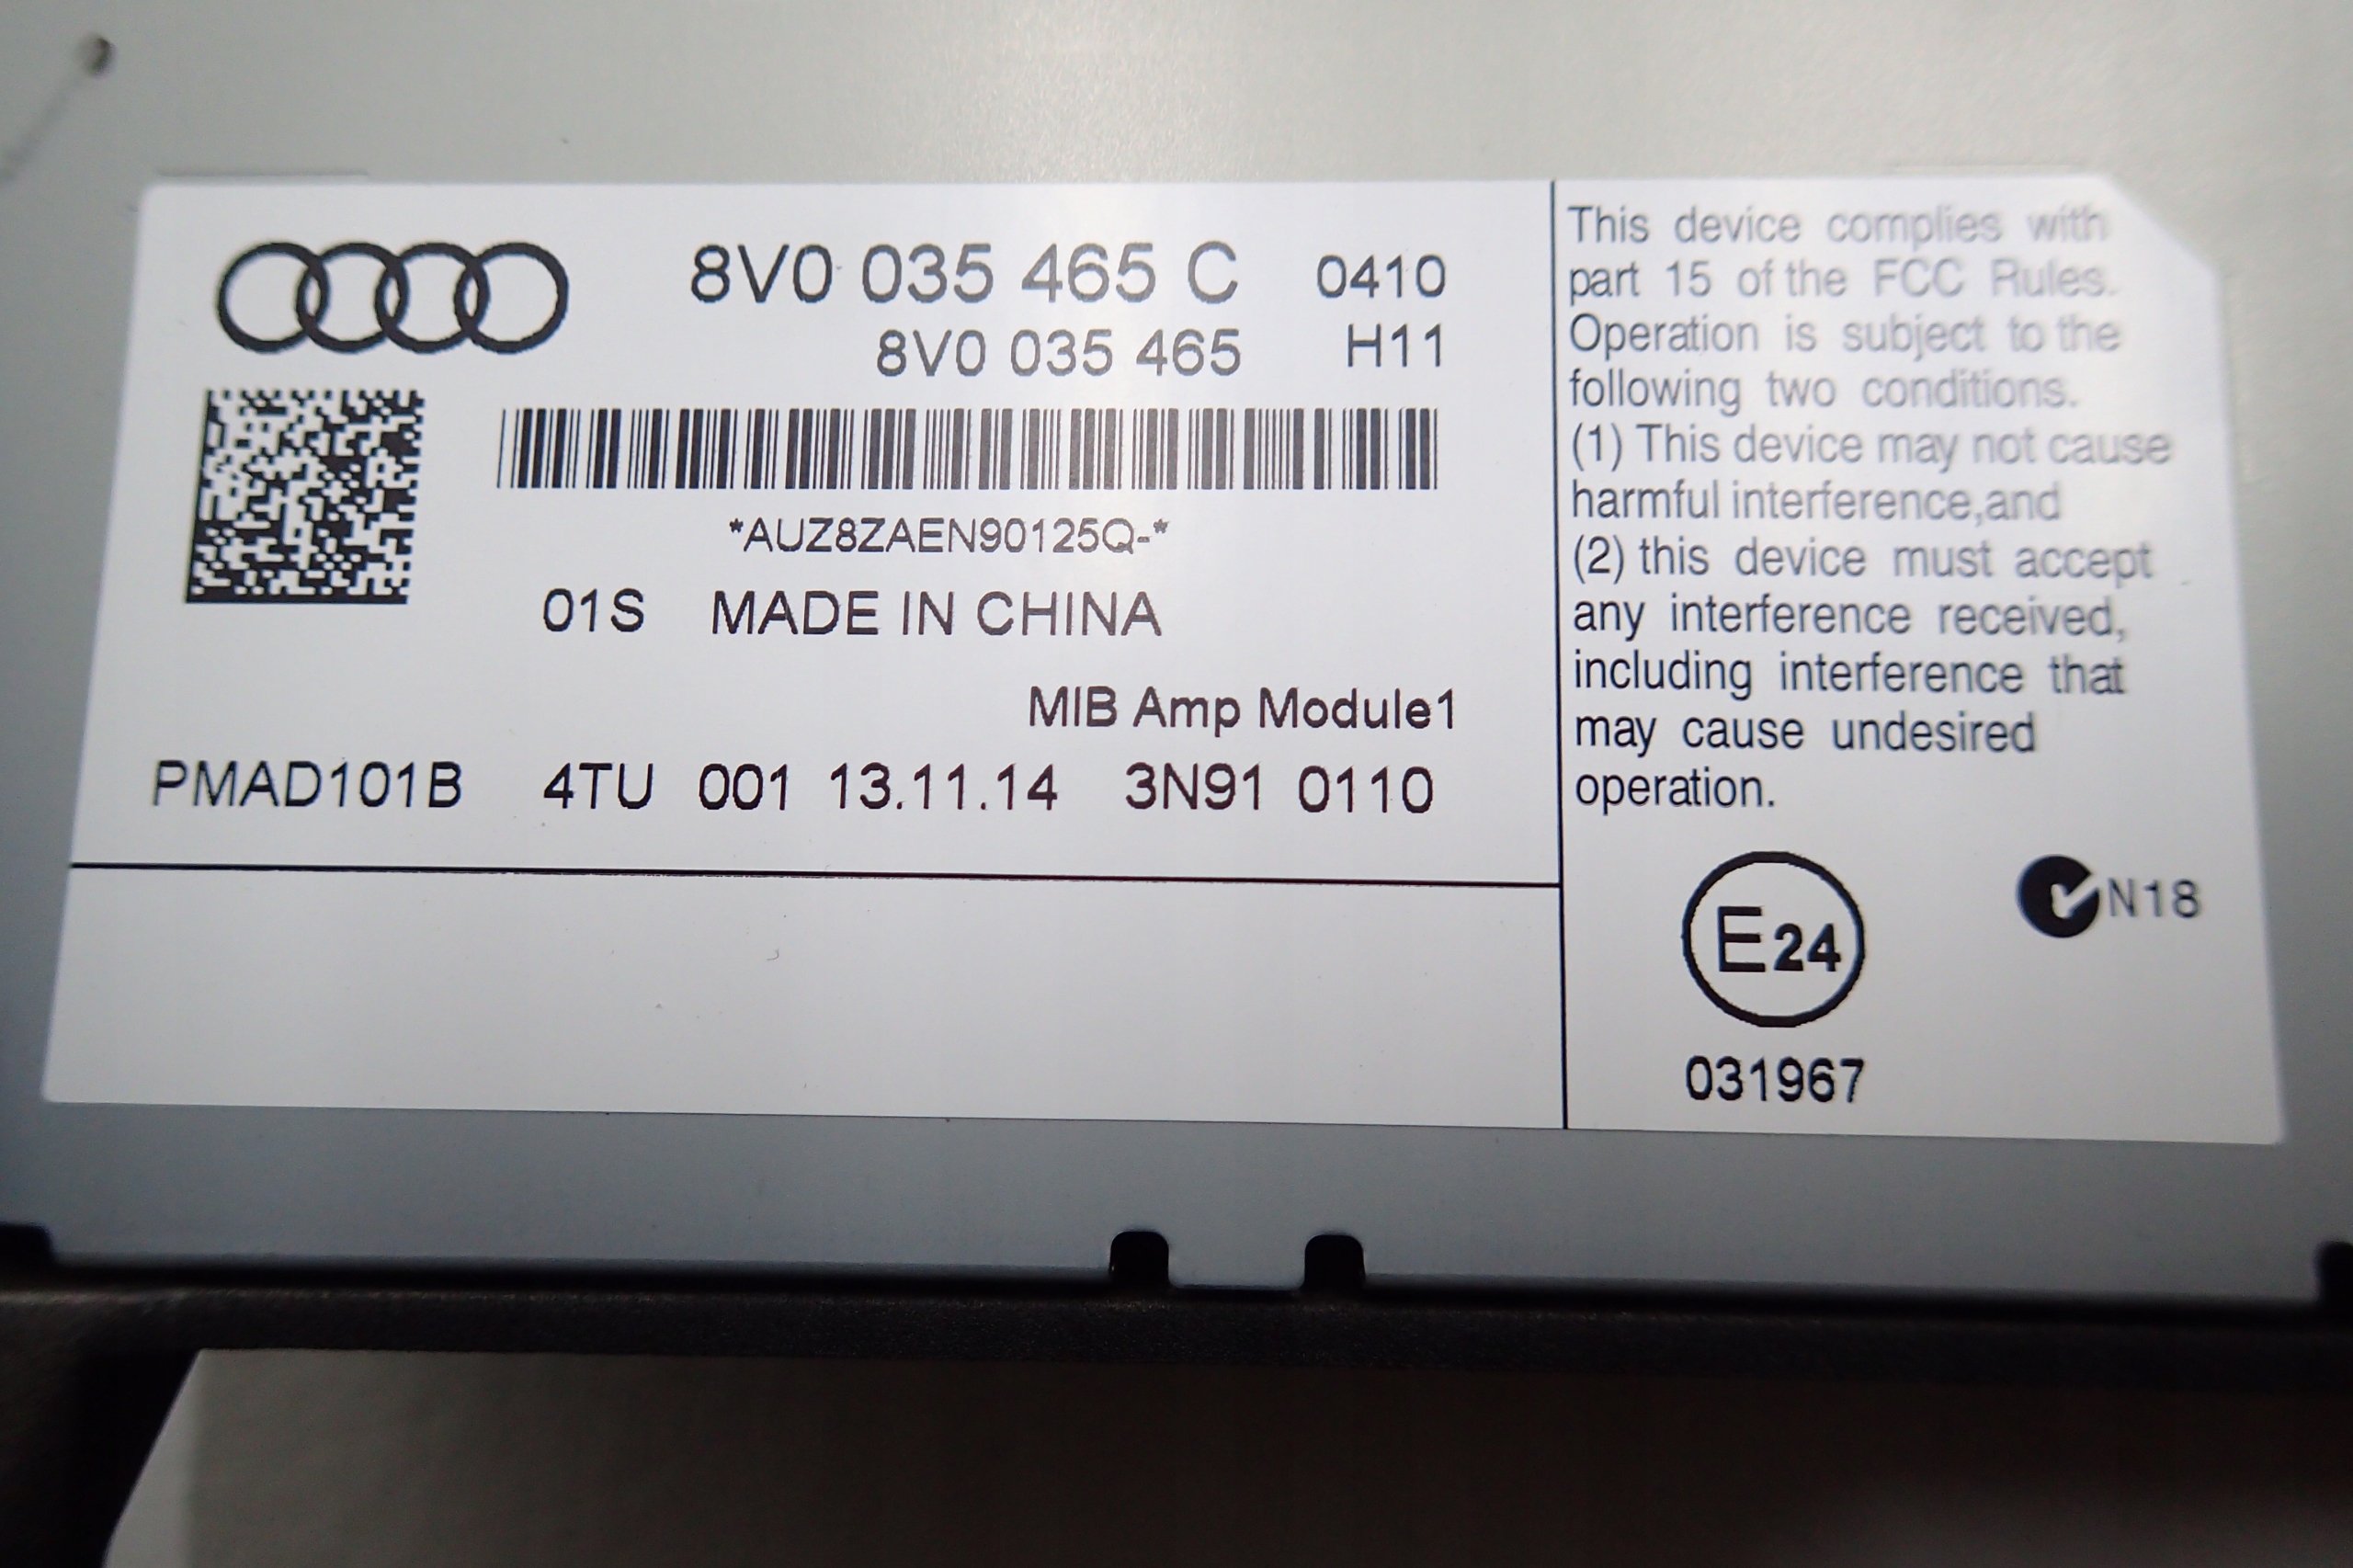 8V0 035 465 C 0410
8V0 035 465 H11
*AUZ8ZAEN90125Q-*
01S MADE IN CHINA
MIB Amp Module1
PMAD101B 4TU 001 13.11.14 3N91 0110
This device complies with
part 15 of the FCC Rules.
Operation is subject to the
following two conditions.
(1) This device may not cause
harmful interference,and
(2) this device must accept
any interference received,
including interference that
may cause undesired
operation.
E24
N18
031967